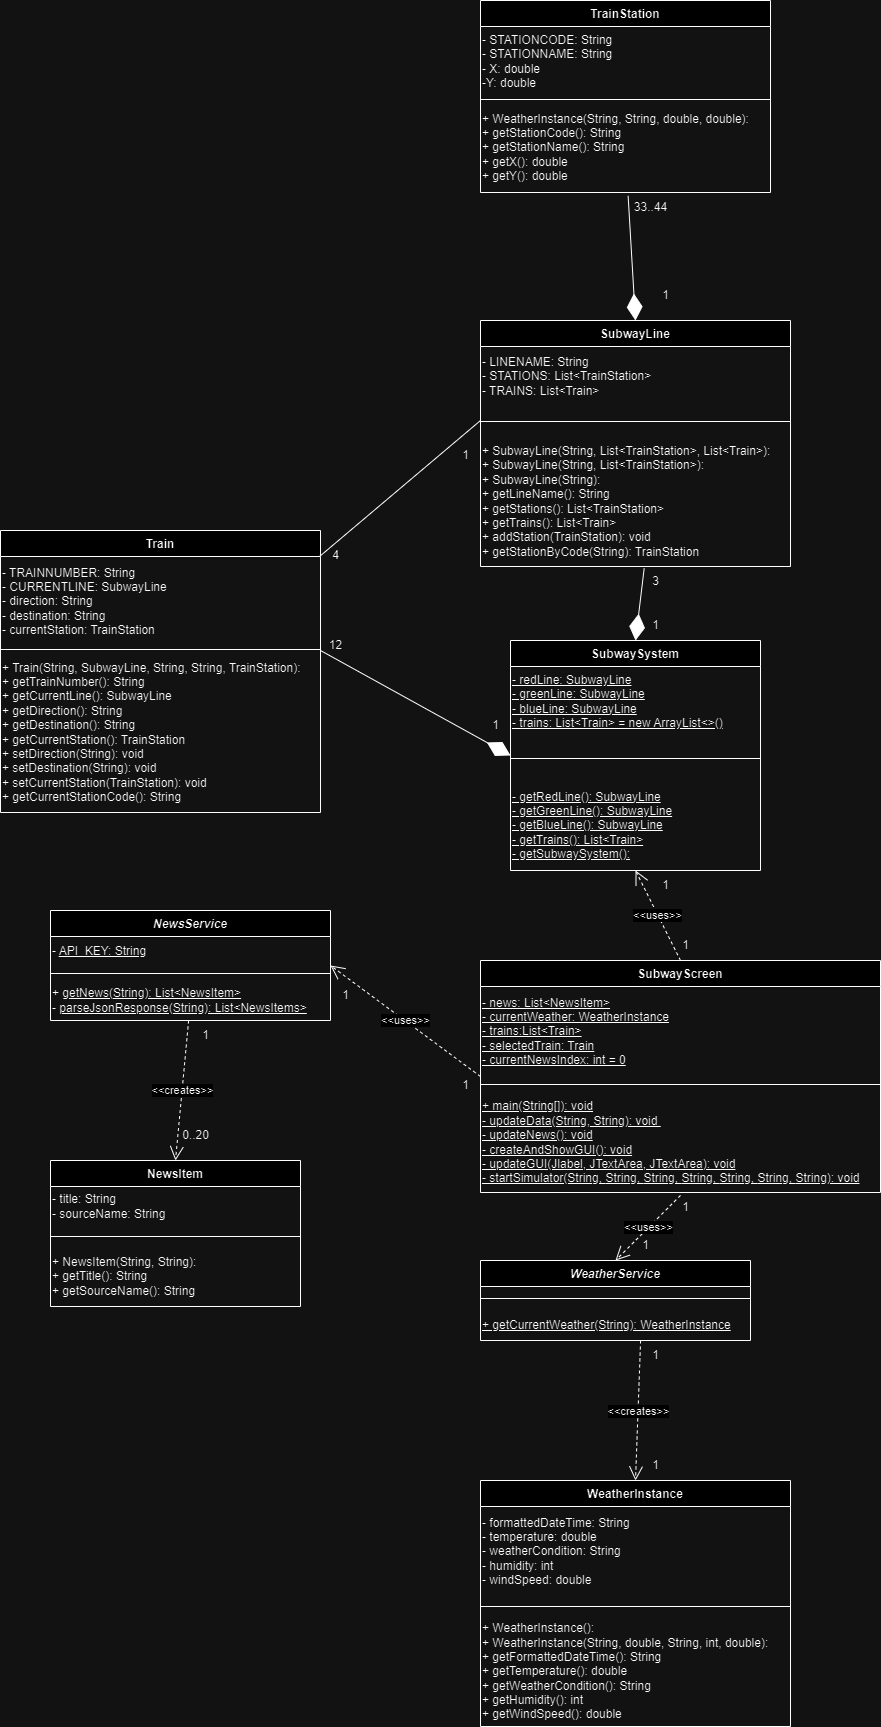 TrainStation
- STATIONCODE: String
- STATIONNAME: String
- X: double
-Y: double
+ WeatherInstance(String, String, double, double):
+ getStationCode(): String
+ getStationName(): String
+ getX(): double
+ getY(): double
33..44
1
SubwayLine
- LINENAME: String
- STATIONS: List<TrainStation>
- TRAINS: List<Train>
+ SubwayLine(String, List<TrainStation>, List<Train>):
+ SubwayLine(String, List<TrainStation>):
+ SubwayLine(String):
+ getLineName(): String
+ getStations(): List<TrainStation>
+ getTrains(): List<Train>
+ addStation(TrainStation): void
+ getStationByCode(String): TrainStation
1
4
Train
- TRAINNUMBER: String
- CURRENTLINE: SubwayLine
- direction: String
- destination: String
- currentStation: TrainStation
+ Train(String, SubwayLine, String, String, TrainStation):
+ getTrainNumber(): String
+ getCurrentLine(): SubwayLine
+ getDirection(): String
+ getDestination(): String
+ getCurrentStation(): TrainStation
+ setDirection(String): void
+ setDestination(String): void
+ setCurrentStation(TrainStation): void
+ getCurrentStationCode(): String
3
1
12
1
SubwaySystem
- redLine: SubwayLine
- greenLine: SubwayLine
- blueLine: SubwayLine
- trains: List<Train> = new ArrayList<>()
- getRedLine(): SubwayLine
- getGreenLine(): SubwayLine
- getBlueLine(): SubwayLine
- getTrains(): List<Train>
- getSubwaySystem():
1
<<uses>>
1
NewsService
- API_KEY: String
+ getNews(String): List<NewsItem>
- parseJsonResponse(String): List<NewsItems>
1
<<uses>>
1
SubwayScreen
- news: List<NewsItem>
- currentWeather: WeatherInstance
- trains:List<Train>
- selectedTrain: Train
- currentNewsIndex: int = 0
+ main(String[]): void
- updateData(String, String): void
- updateNews(): void
- createAndShowGUI(): void
- updateGUI(Jlabel, JTextArea, JTextArea): void
- startSimulator(String, String, String, String, String, String, String): void
1
<<creates>>
0..20
NewsItem
- title: String
- sourceName: String
+ NewsItem(String, String):
+ getTitle(): String
+ getSourceName(): String
1
<<uses>>
1
WeatherService
+ getCurrentWeather(String): WeatherInstance
1
<<creates>>
1
WeatherInstance
- formattedDateTime: String
- temperature: double
- weatherCondition: String
- humidity: int
- windSpeed: double
+ WeatherInstance():
+ WeatherInstance(String, double, String, int, double):
+ getFormattedDateTime(): String
+ getTemperature(): double
+ getWeatherCondition(): String
+ getHumidity(): int
+ getWindSpeed(): double